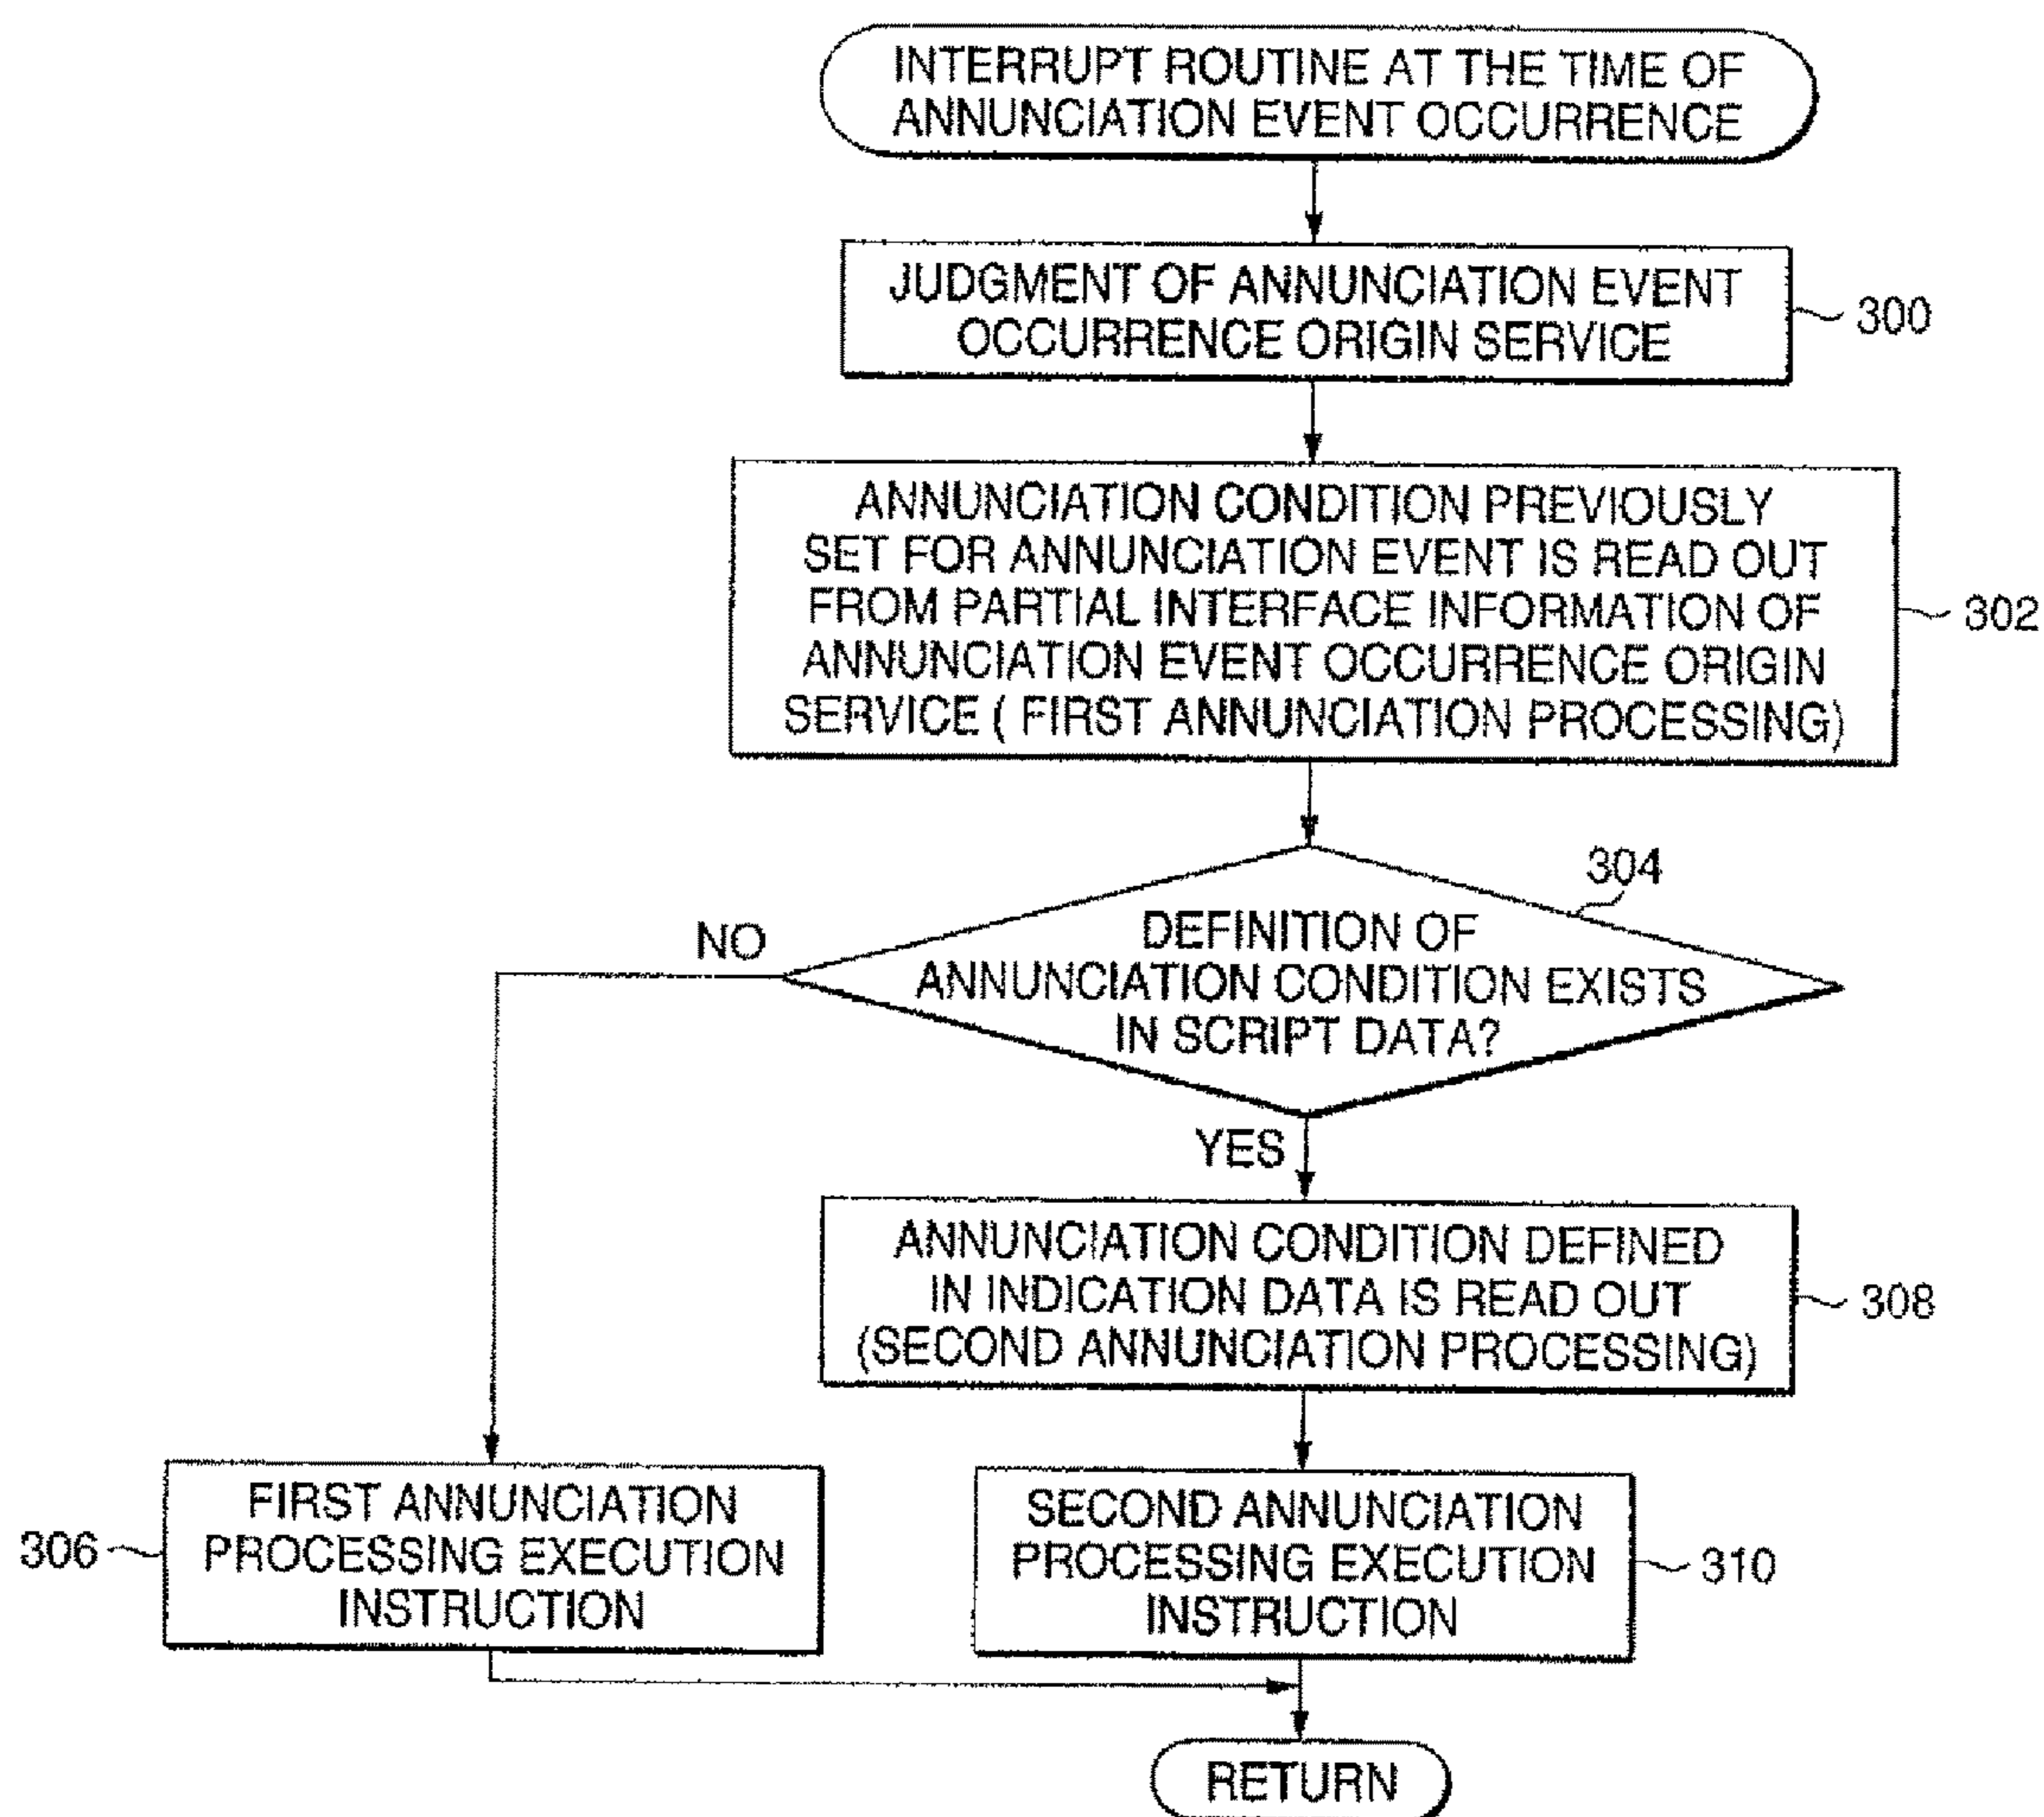 INTERRUPT ROUTINE AT THE TIME OF
ANNUNCIATION EVENT OCCURRENCE
JUDGMENT OF ANNUNCIATION EVENT
OCCURRENCE ORIGIN SERVICE
300
ANNUNCIATION CONDITION PREVIOUSLY
SET FOR ANNUNCIATION EVENT IS READ OUT
FROM PARTIAL INTERFACE INFORMATION OF
ANNUNCIATION EVENT OCCURRENCE ORIGIN
SERVICE ( FIRST ANNUNCIATION PROCESSING)
302
304
DEFINITION OF
ANNUNCIATION CONDITION EXISTS
IN SCRIPT DATA?
NO
YES
ANNUNCIATION CONDITION DEFINED
IN INDICATION DATA IS READ OUT
(SECOND ANNUNCIATION PROCESSING)
308
306
FIRST ANNUNCIATION
PROCESSING EXECUTION
INSTRUCTION
SECOND ANNUNCIATION
PROCESSING EXECUTION
INSTRUCTION
310
RETURN